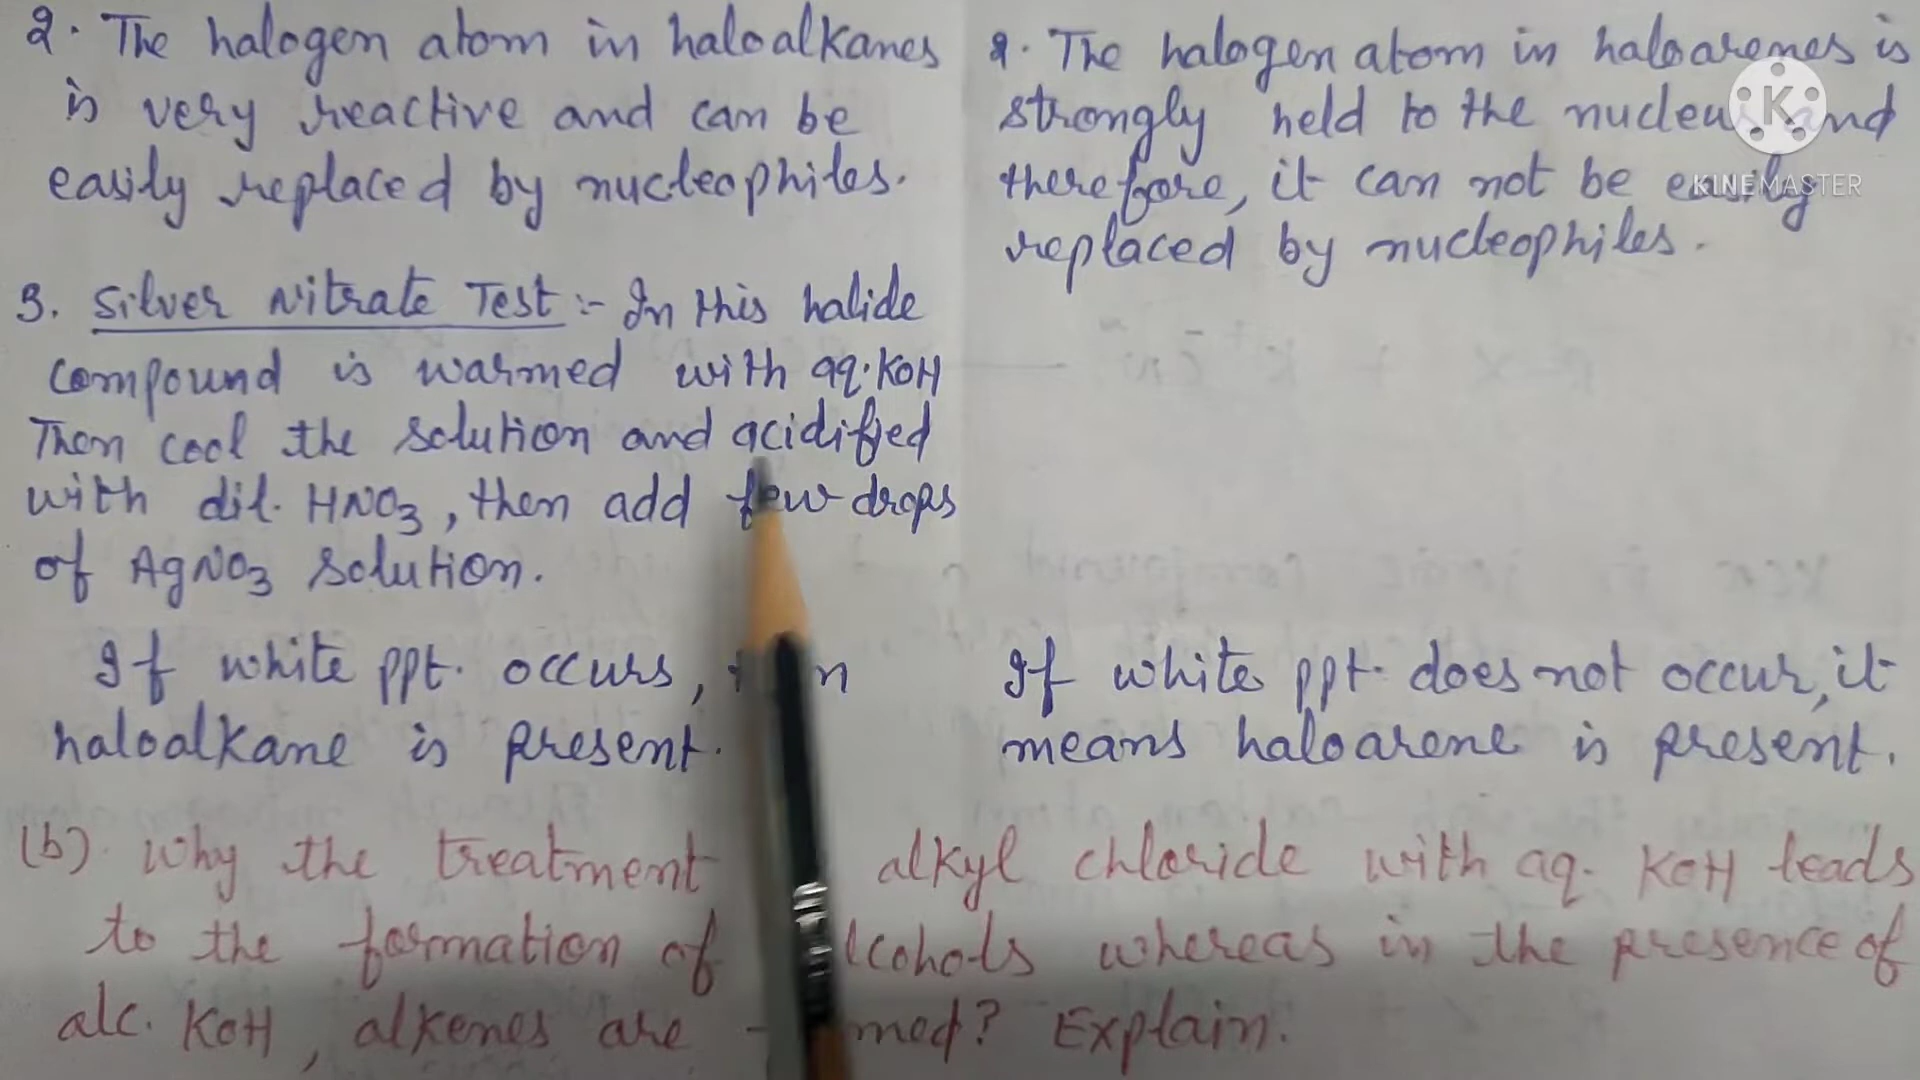 2. The halogen atom in haloalkanes
is very reactive and can be
easily replaced by nucleophiles.
2. The halogen atom in haloarenes is
strongly held to the nucleus and
therefore, it can not be easily
replaced by nucleophiles.
K
KINEMASTER
3. Silver Nitrate Test :- In this halide
compound is warmed with aq. KOH
Then cool the solution and acidified
with dil. HNO3, then add few drops
of AgNO3 solution.
If white ppt. occurs,
haloalkane is present.
If white ppt. does not occur, it
means haloarene is present.
(b). Why the treatment alkyl chloride with aq. KOH leads
to the formation of alcohols whereas in the presence of
alc. KOH, alkenes are formed? Explain.